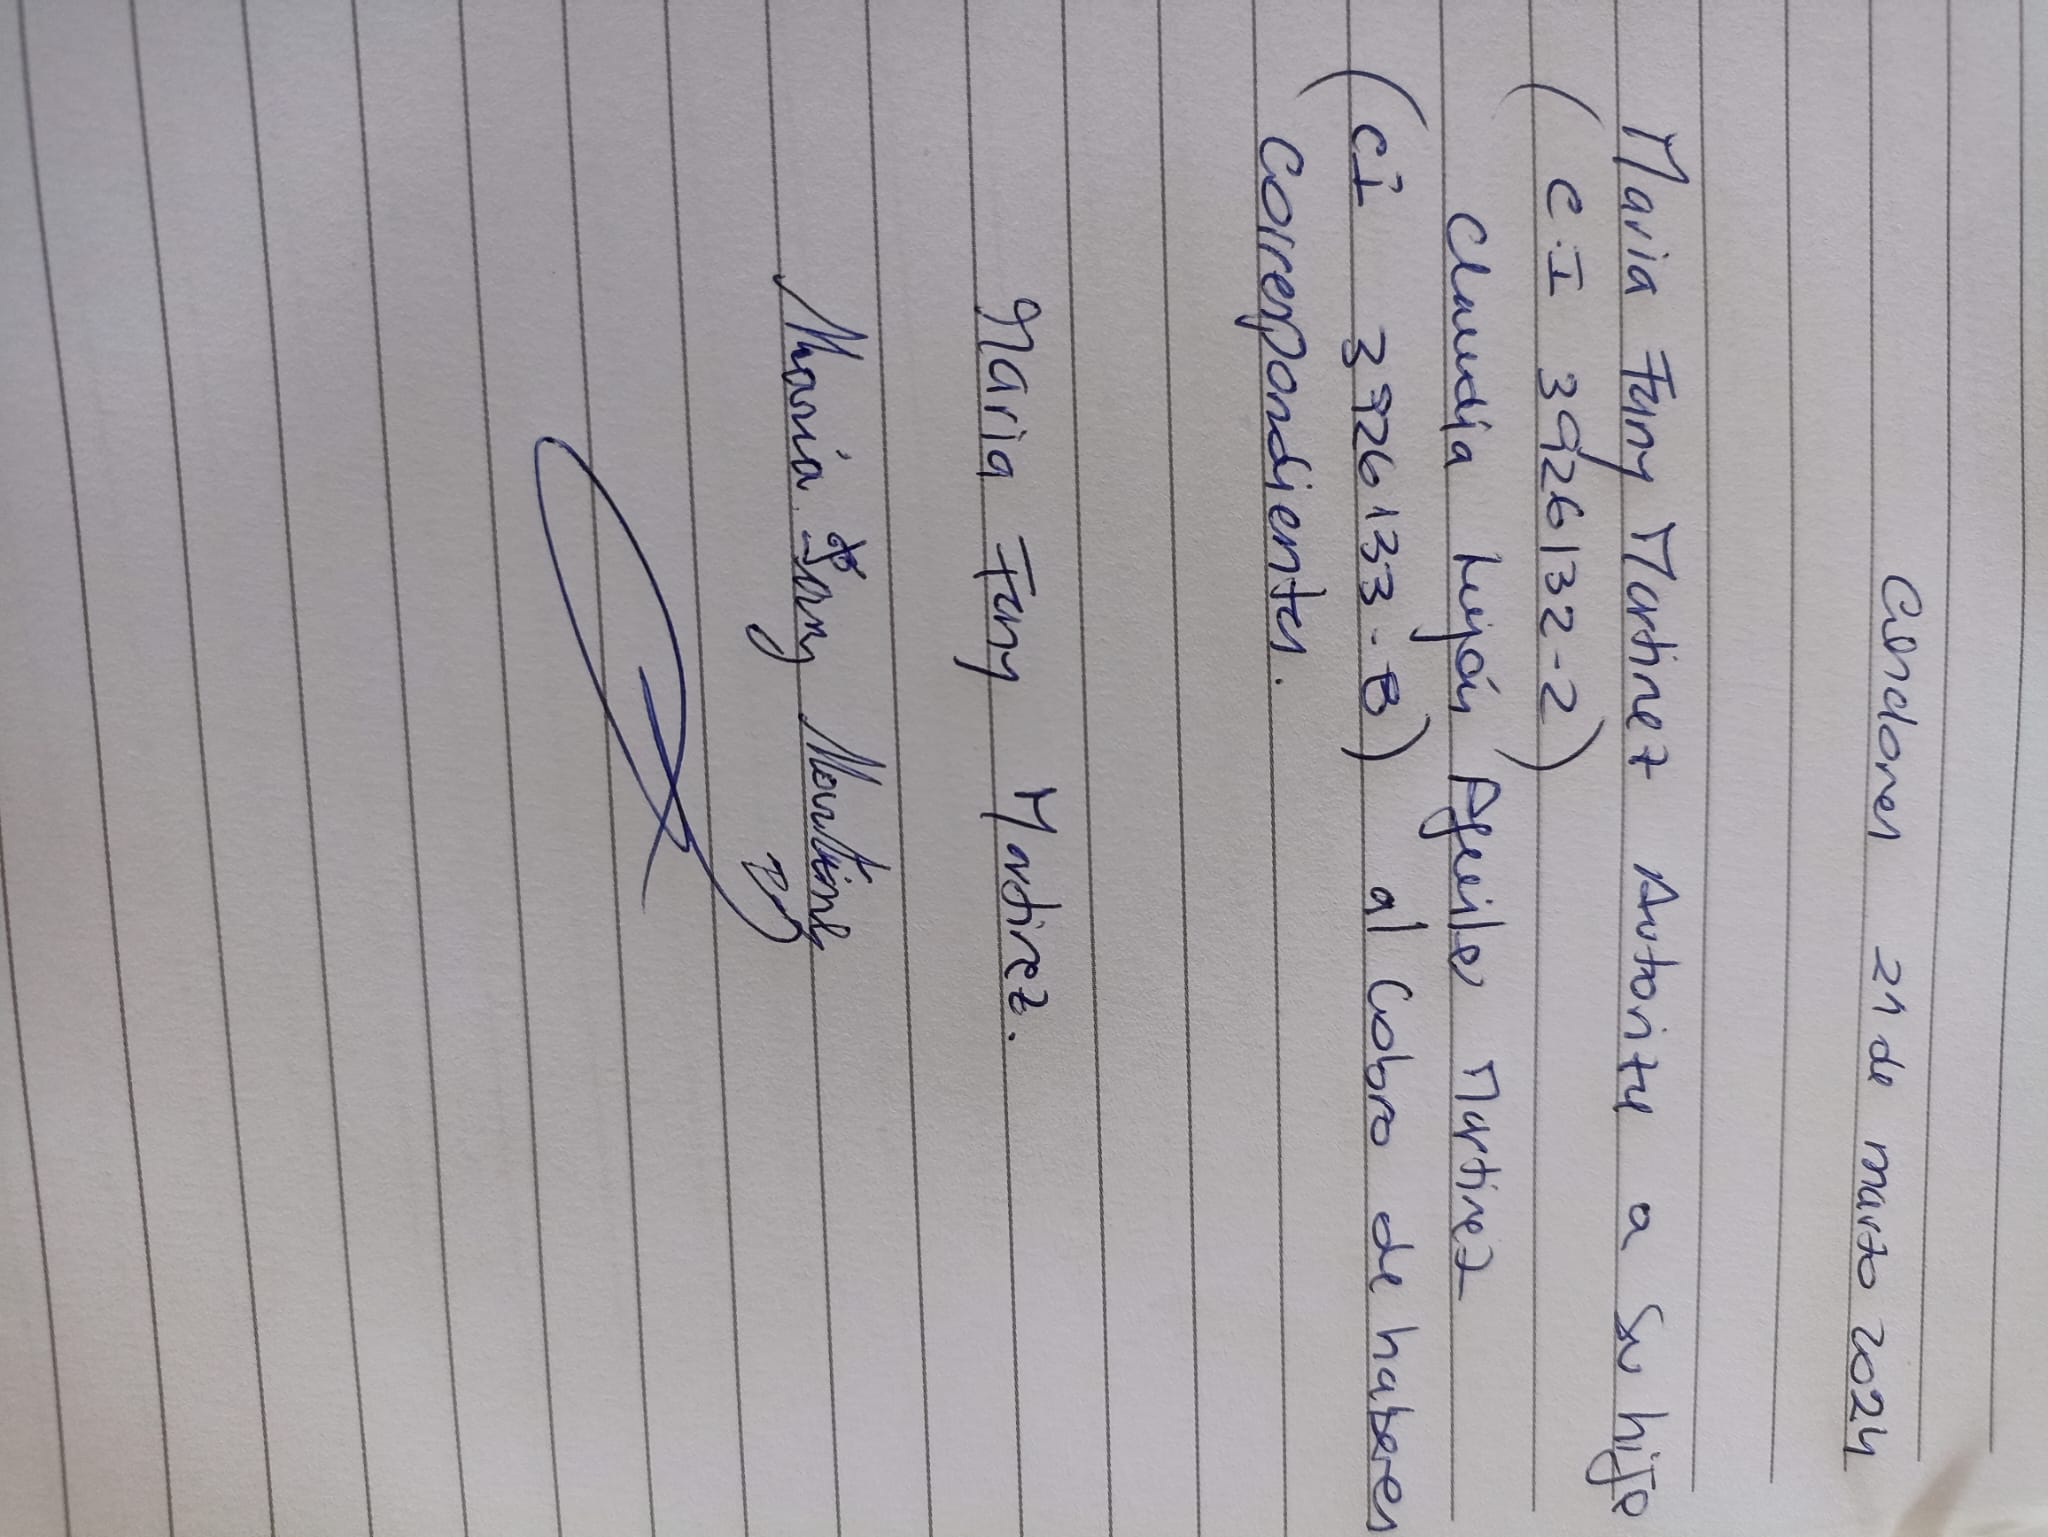 Cardones 21 de marzo 2024
Maria Fany Martinez Autoriza a su hija
( C.I 3926132-2)
Claudia Luján Aguilar Martinez
(CI 3926133-8) al Cobro de haberes
correspondientes.
Maria Fany Martinez.
Maria Fany Martinez